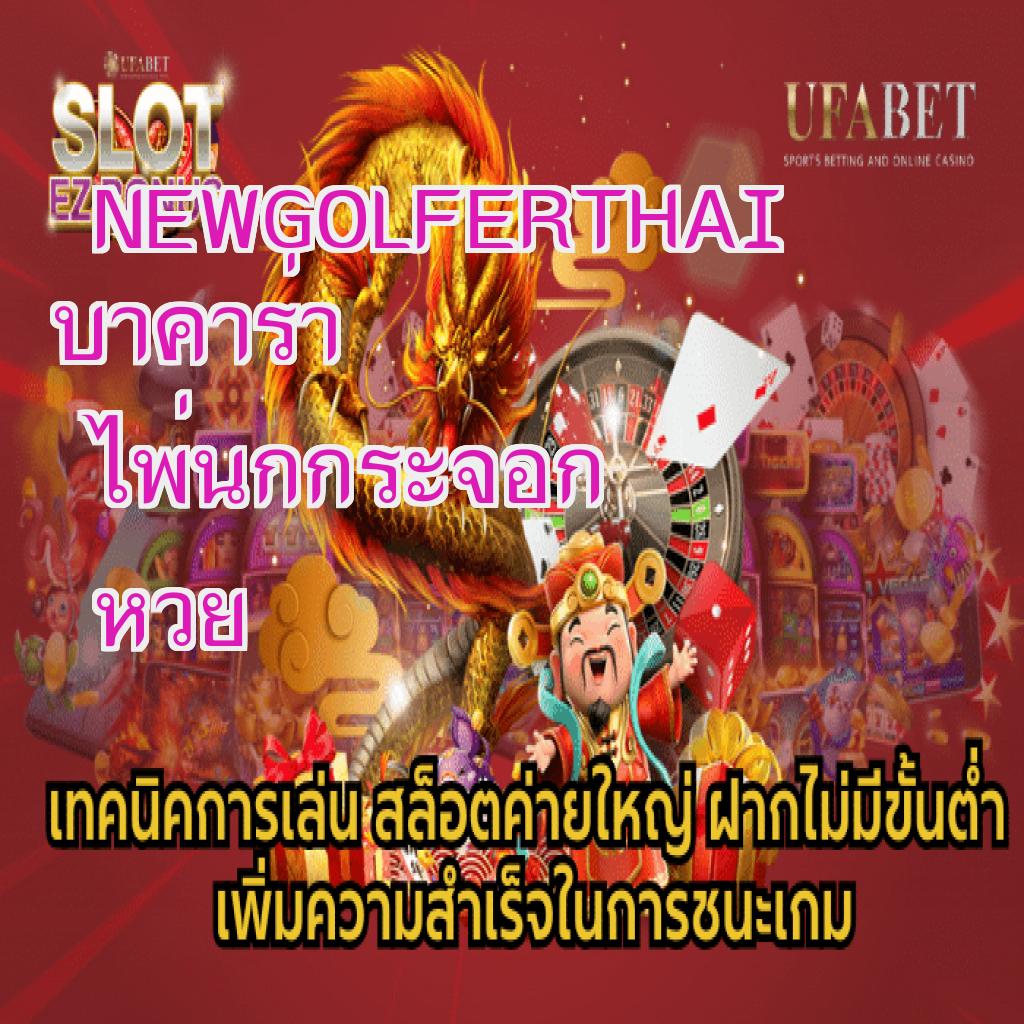 UFABET
SLOT
UFABET
SPORTS BETTING AND ONLINE CASINO
NEWGOLFERTHAI
บาคาร่า
ไพ่นกกระจอก
หวย
เทคนิคการเล่น สล็อตค่ายใหญ่ ฝากไม่มีขั้นต่ำ
เพิ่มความสำเร็จในการชนะเกม